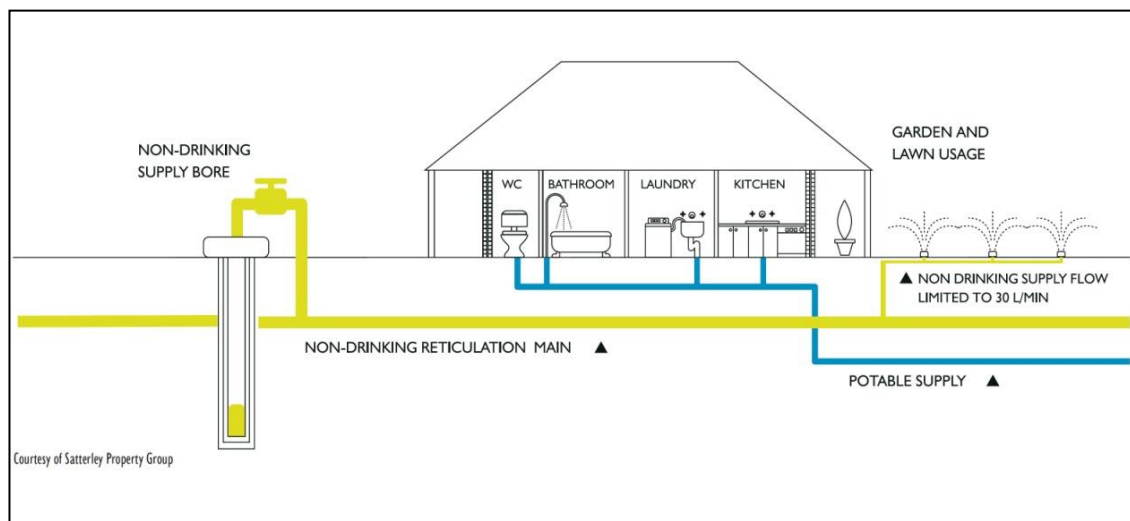 NON-DRINKING
SUPPLY BORE
WC
BATHROOM
LAUNDRY
KITCHEN
GARDEN AND
LAWN USAGE
▲ NON DRINKING SUPPLY FLOW
LIMITED TO 30 L/MIN
NON-DRINKING RETICULATION MAIN ▲
POTABLE SUPPLY ▲
Courtesy of Satterley Property Group